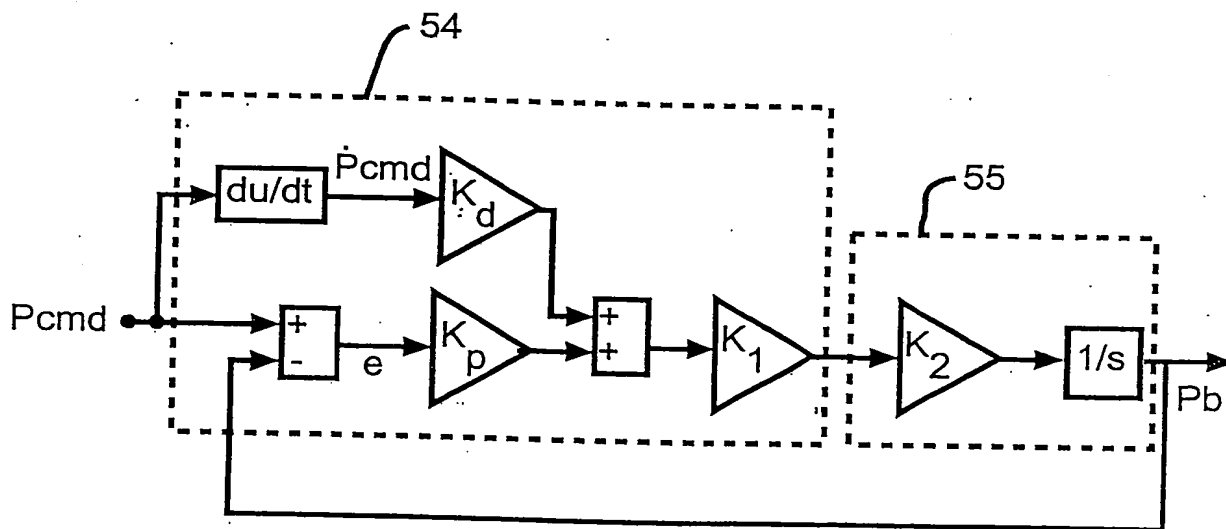 54
Ṗcmd
du/dt
Kd
55
Pcmd
+
-
e
Kp
+
+
K1
K2
1/s
Pb